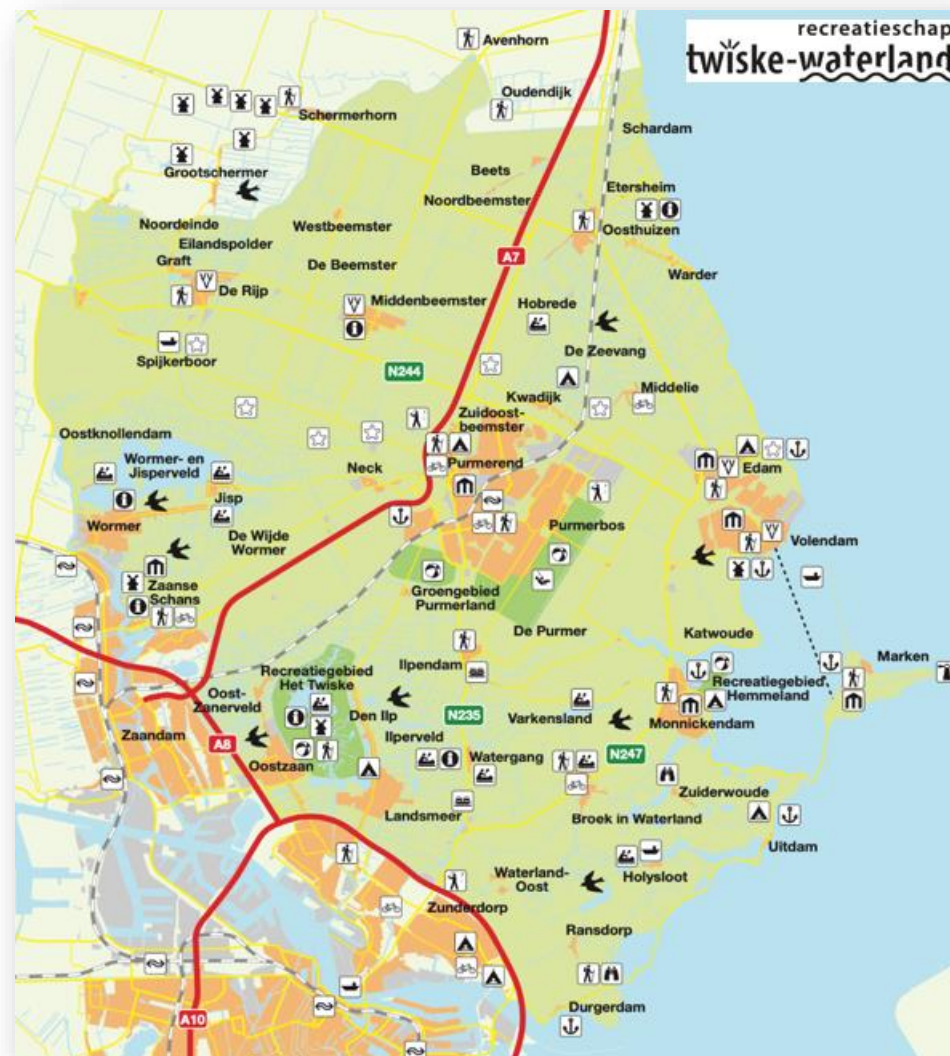 recreatieschap
twiske-waterland
Avenhorn
Oudendijk
Schermerhorn
Schardam
Grootschermer
Beets
Noordbeemster
Etersheim
Oosthuizen
Noordeinde
Eilandspolder
Westbeemster
Graft
De Beemster
A7
Warder
De Rijp
Middenbeemster
Hobrede
Spijkerboor
De Zeevang
N244
Kwadijk
Middelie
Zuidoost-
beemster
Oostknollendam
Wormer- en
Jisperveld
Neck
Purmerend
Edam
Jisp
Wormer
De Wijde
Wormer
Purmerbos
Volendam
Zaanse
Schans
Groengebied
Purmerland
De Purmer
Katwoude
Ilpendam
Marken
Recreatiegebied
Het Twiske
Recreatiegebied
Hemmeland
Oost-
Zanerveld
Den Ilp
N235
Varkensland
Monnickendam
Zaandam
A8
Ilperveld
N247
Oostzaan
Watergang
Zuiderwoude
Landsmeer
Broek in Waterland
Uitdam
Waterland-
Oost
Holysloot
Zunderdorp
Ransdorp
Durgerdam
A10